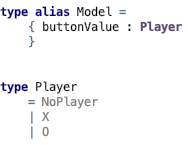 type alias Model =
    { buttonValue : Player
    }
type Player
    = NoPlayer
    | X
    | O